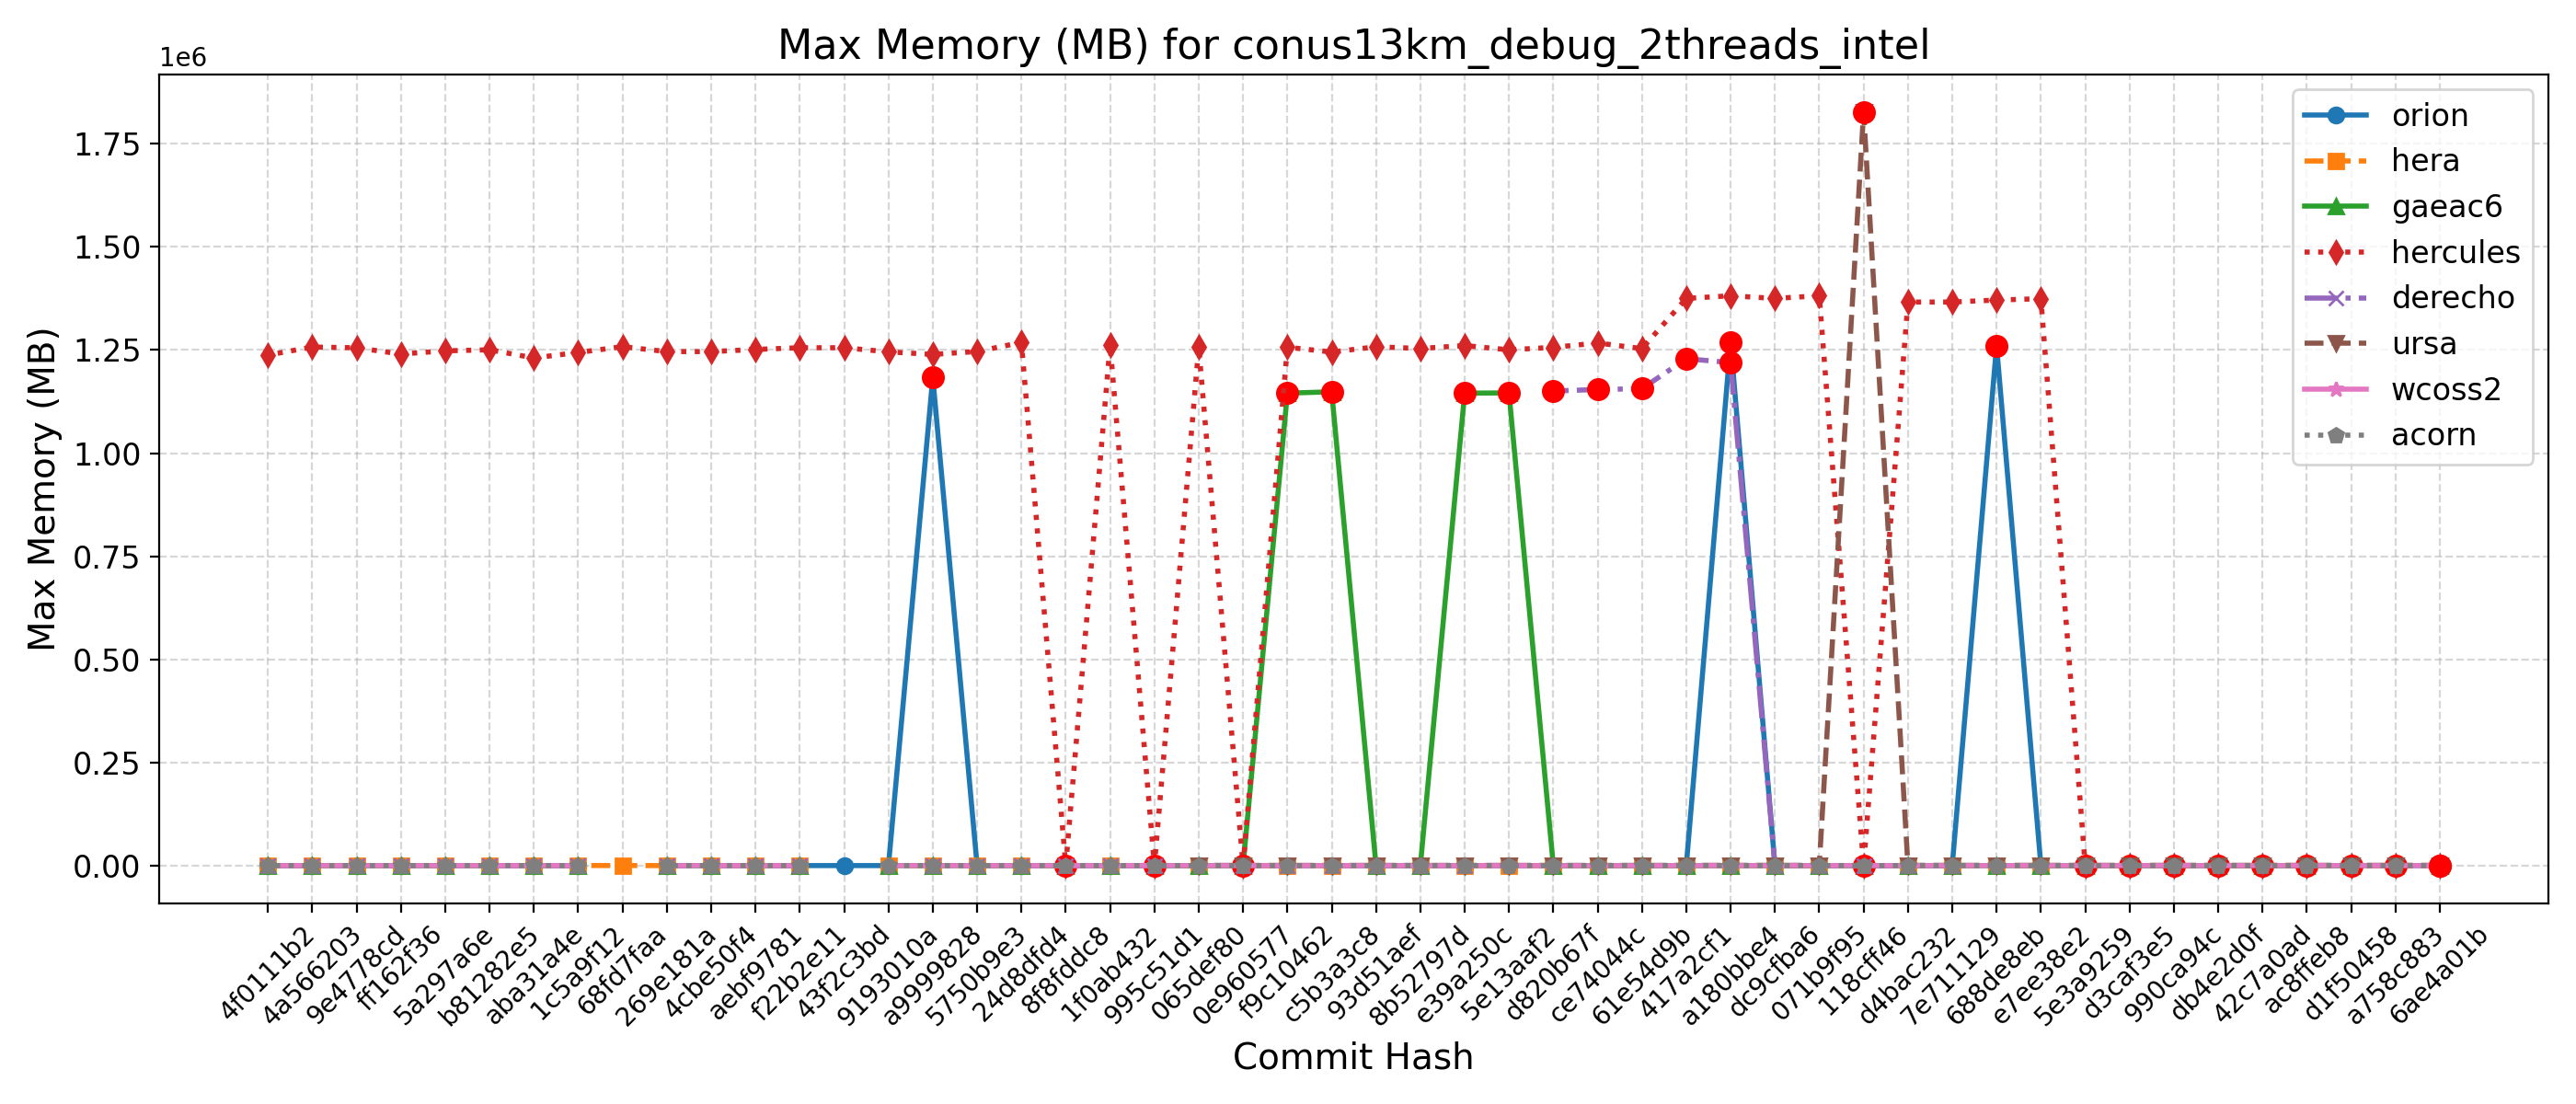 Max Memory (MB) for conus13km_debug_2threads_intel
1e6
1.75
1.50
1.25
1.00
0.75
0.50
0.25
0.00
Max Memory (MB)
orion
hera
gaeac6
hercules
derecho
ursa
wcoss2
acorn
4f0111b2
4a566203
9e4778cd
ff162f36
5a297a6e
b81282e5
aba31a4e
1c5a9f12
68fd7faa
269e181a
4cbe50f4
aebf9781
f22b2e11
43f2c3bd
9193010a
a9999828
5750b9e3
24d8dfd4
8f8fddc8
1f0ab432
995c51d1
065def80
0e960577
f9c10462
c5b3a3c8
93d51aef
8b52797d
e39a250c
5e13aaf2
d820b67f
ce74044c
61e54d9b
417a2cf1
a180bbe4
dc9cfba6
071b9f95
118cff46
d4bac232
7e711129
688de8eb
e7ee38e2
5e3a9259
d3caf3e5
990ca94c
db4e2d0f
42c7a0ad
ac8ffeb8
d1f50458
a758c883
6ae4a01b
Commit Hash